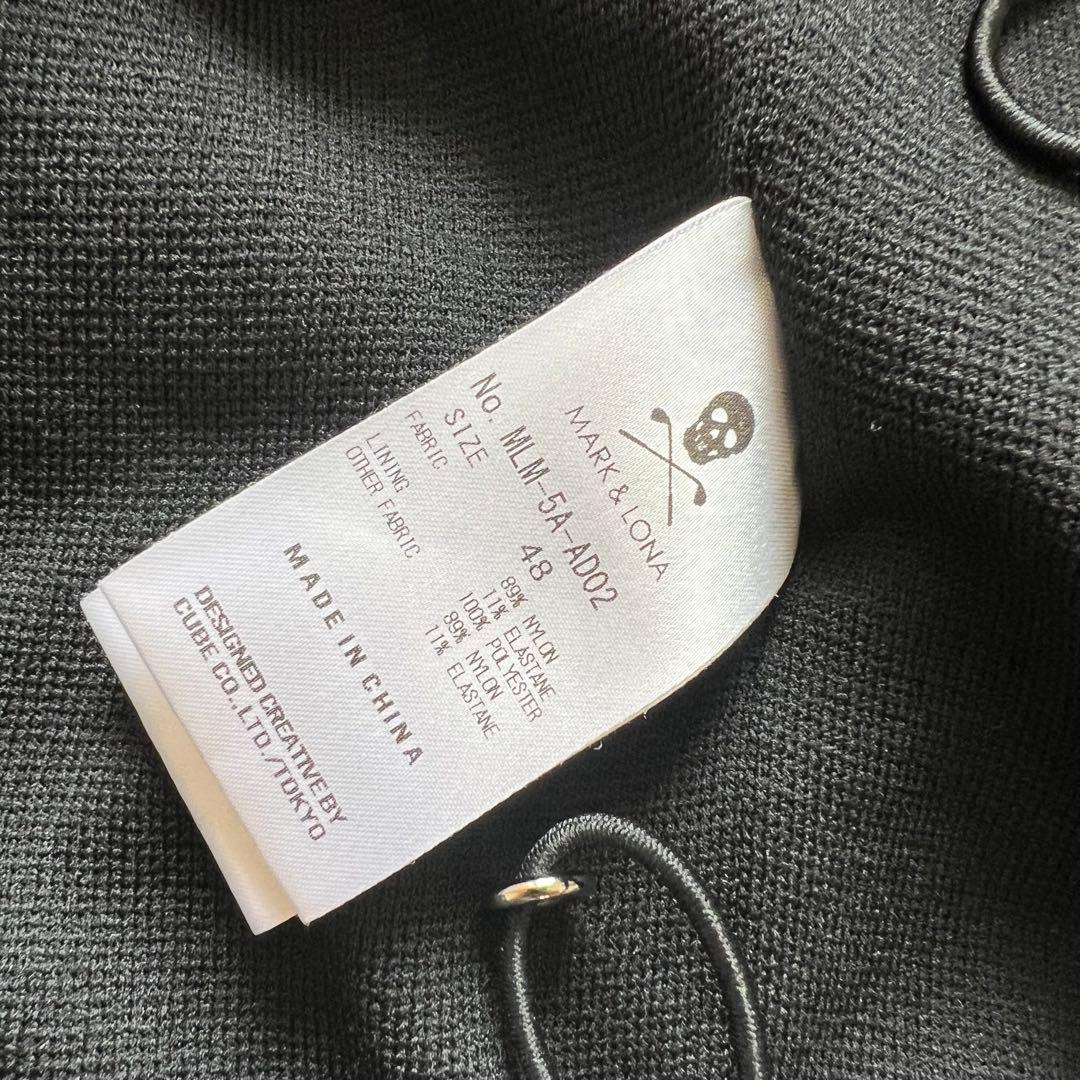 MARK & LONA
No. MLM-5A-AD02
SIZE 48
FABRIC 89% NYLON
11% ELASTANE
LINING 100% POLYESTER
OTHER FABRIC 89% NYLON
11% ELASTANE
MADE IN CHINA
DESIGNED CREATIVE BY
CUBE CO.,LTD./TOKYO